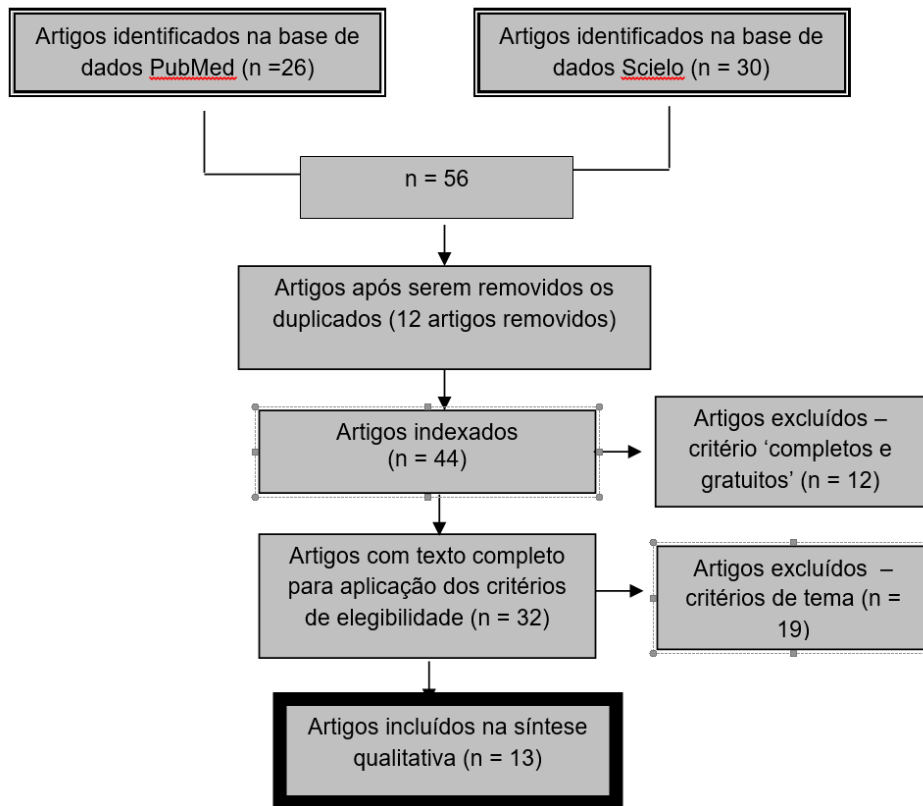 Artigos identificados na base de
dados PubMed (n =26)
Artigos identificados na base de
dados Scielo (n = 30)
n = 56
Artigos após serem removidos os
duplicados (12 artigos removidos)
Artigos indexados
(n = 44)
Artigos excluídos –
critério ‘completos e
gratuitos’ (n = 12)
Artigos com texto completo
para aplicação dos critérios
de elegibilidade (n = 32)
Artigos excluídos –
critérios de tema (n =
19)
Artigos incluídos na síntese
qualitativa (n = 13)